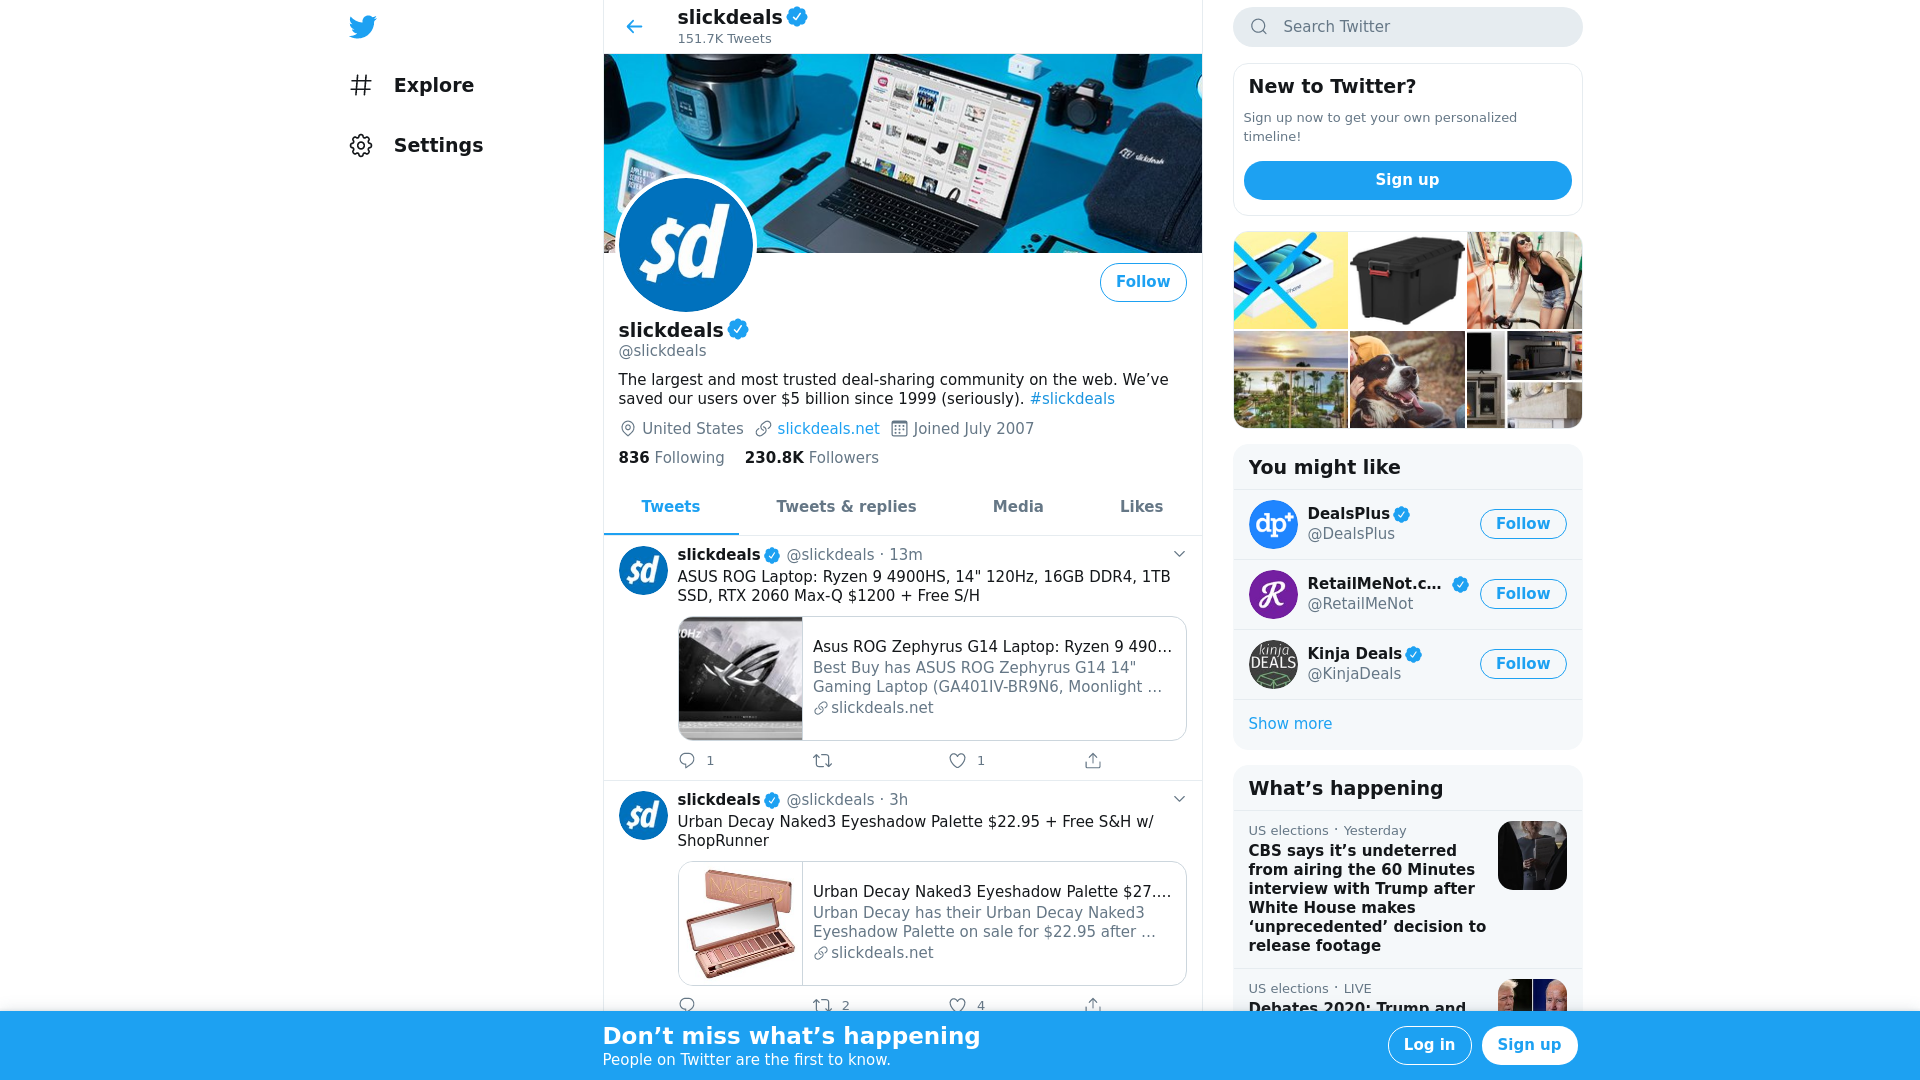 slickdeals
151.7K Tweets
Explore
Settings
Search Twitter
New to Twitter?
Sign up now to get your own personalized
timeline!
Sign up
slickdeals
$d
Follow
slickdeals
@slickdeals
The largest and most trusted deal-sharing community on the web. We’ve
saved our users over $5 billion since 1999 (seriously). #slickdeals
United States
slickdeals.net
Joined July 2007
836 Following
230.8K Followers
Tweets
Tweets & replies
Media
Likes
$d
slickdeals @slickdeals · 13m
ASUS ROG Laptop: Ryzen 9 4900HS, 14" 120Hz, 16GB DDR4, 1TB
SSD, RTX 2060 Max-Q $1200 + Free S/H
0Hz
Asus ROG Zephyrus G14 Laptop: Ryzen 9 490…
Best Buy has ASUS ROG Zephyrus G14 14"
Gaming Laptop (GA401IV-BR9N6, Moonlight …
slickdeals.net
1
1
$d
slickdeals @slickdeals · 3h
Urban Decay Naked3 Eyeshadow Palette $22.95 + Free S&H w/
ShopRunner
NAKED3
Urban Decay Naked3 Eyeshadow Palette $27.…
Urban Decay has their Urban Decay Naked3
Eyeshadow Palette on sale for $22.95 after …
slickdeals.net
2
4
You might like
dp+
DealsPlus
@DealsPlus
Follow
R
RetailMeNot.c…
@RetailMeNot
Follow
kinja
DEALS
Kinja Deals
@KinjaDeals
Follow
Show more
What’s happening
US elections · Yesterday
CBS says it’s undeterred
from airing the 60 Minutes
interview with Trump after
White House makes
‘unprecedented’ decision to
release footage
US elections · LIVE
Debates 2020: Trump and
Don’t miss what’s happening
People on Twitter are the first to know.
Log in
Sign up